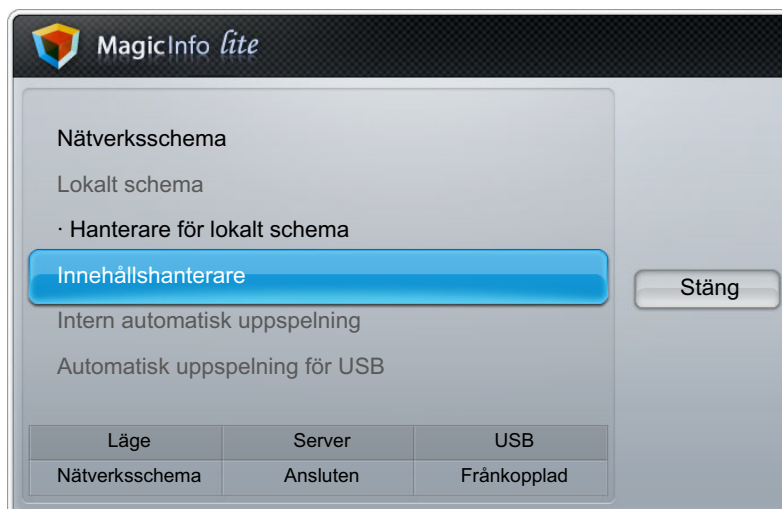 MagicInfo lite
Nätverksschema
Lokalt schema
· Hanterare för lokalt schema
Innehållshanterare
Stäng
Intern automatisk uppspelning
Automatisk uppspelning för USB
Läge Server USB
Nätverksschema Ansluten Frånkopplad